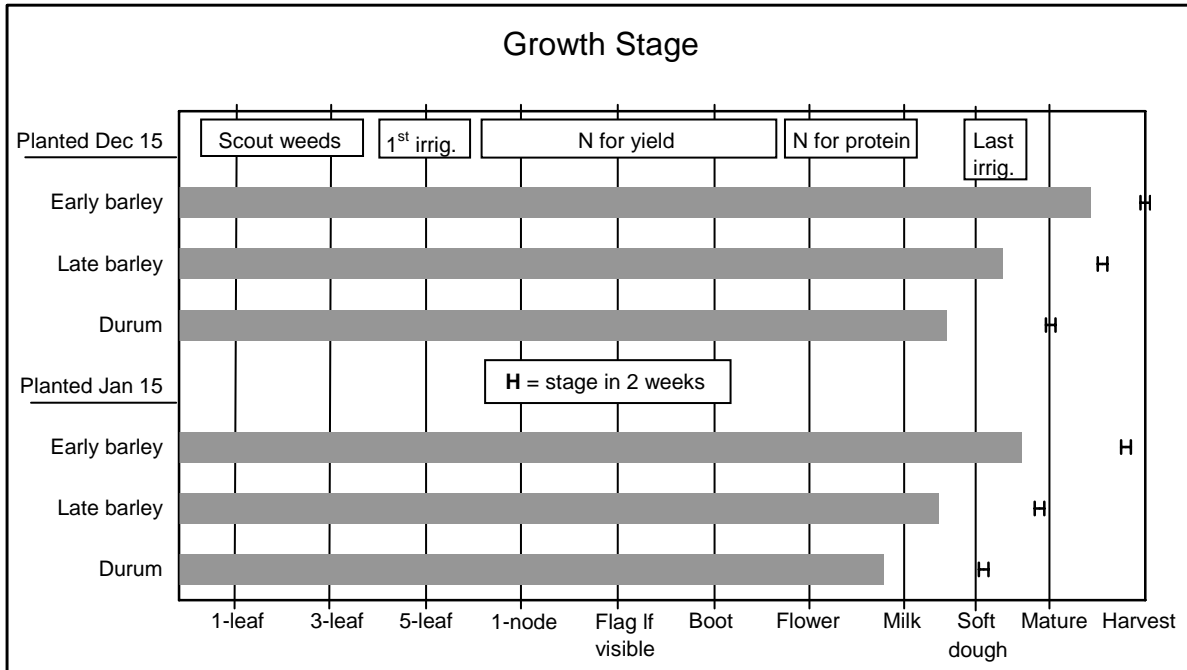 Growth Stage
Planted Dec 15
Scout weeds
1st irrig.
N for yield
N for protein
Last
irrig.
Early barley
H
Late barley
H
Durum
H
Planted Jan 15
H = stage in 2 weeks
Early barley
H
Late barley
H
Durum
H
1-leaf
3-leaf
5-leaf
1-node
Flag lf
visible
Boot
Flower
Milk
Soft
dough
Mature
Harvest